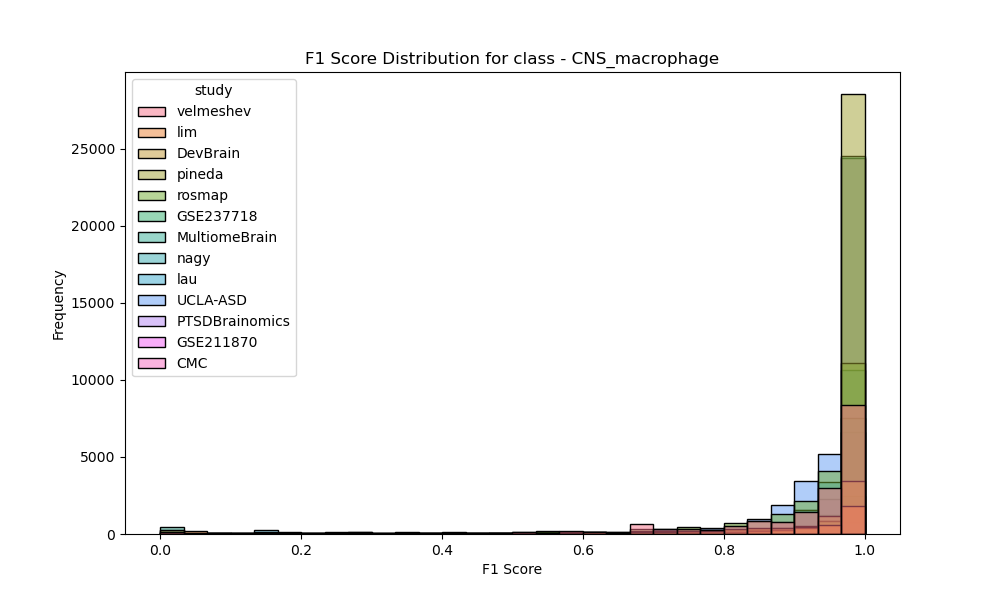 F1 Score Distribution for class - CNS_macrophage
study
velmeshev
lim
DevBrain
pineda
rosmap
GSE237718
MultiomeBrain
nagy
lau
UCLA-ASD
PTSDBrainomics
GSE211870
CMC
Frequency
25000
20000
15000
10000
5000
0
0.0 0.2 0.4 0.6 0.8 1.0
F1 Score